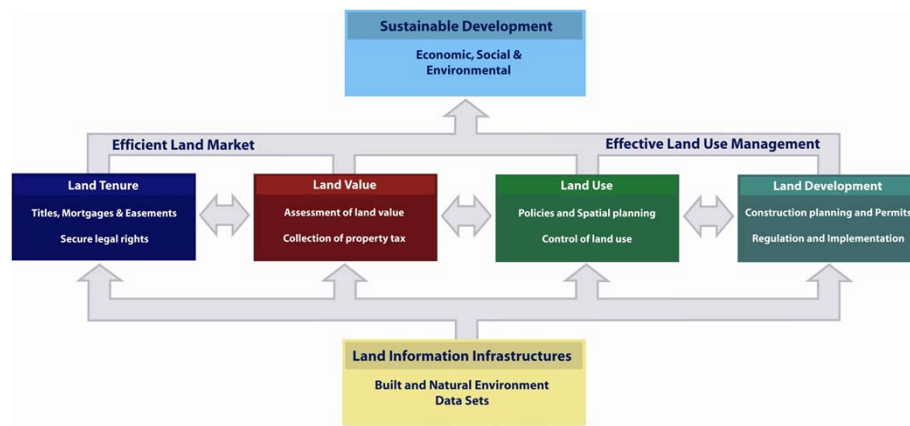 Sustainable Development
Economic, Social &
Environmental
Efficient Land Market
Effective Land Use Management
Land Tenure
Titles, Mortgages & Easements
Secure legal rights
Land Value
Assessment of land value
Collection of property tax
Land Use
Policies and Spatial planning
Control of land use
Land Development
Construction planning and Permits
Regulation and Implementation
Land Information Infrastructures
Built and Natural Environment
Data Sets